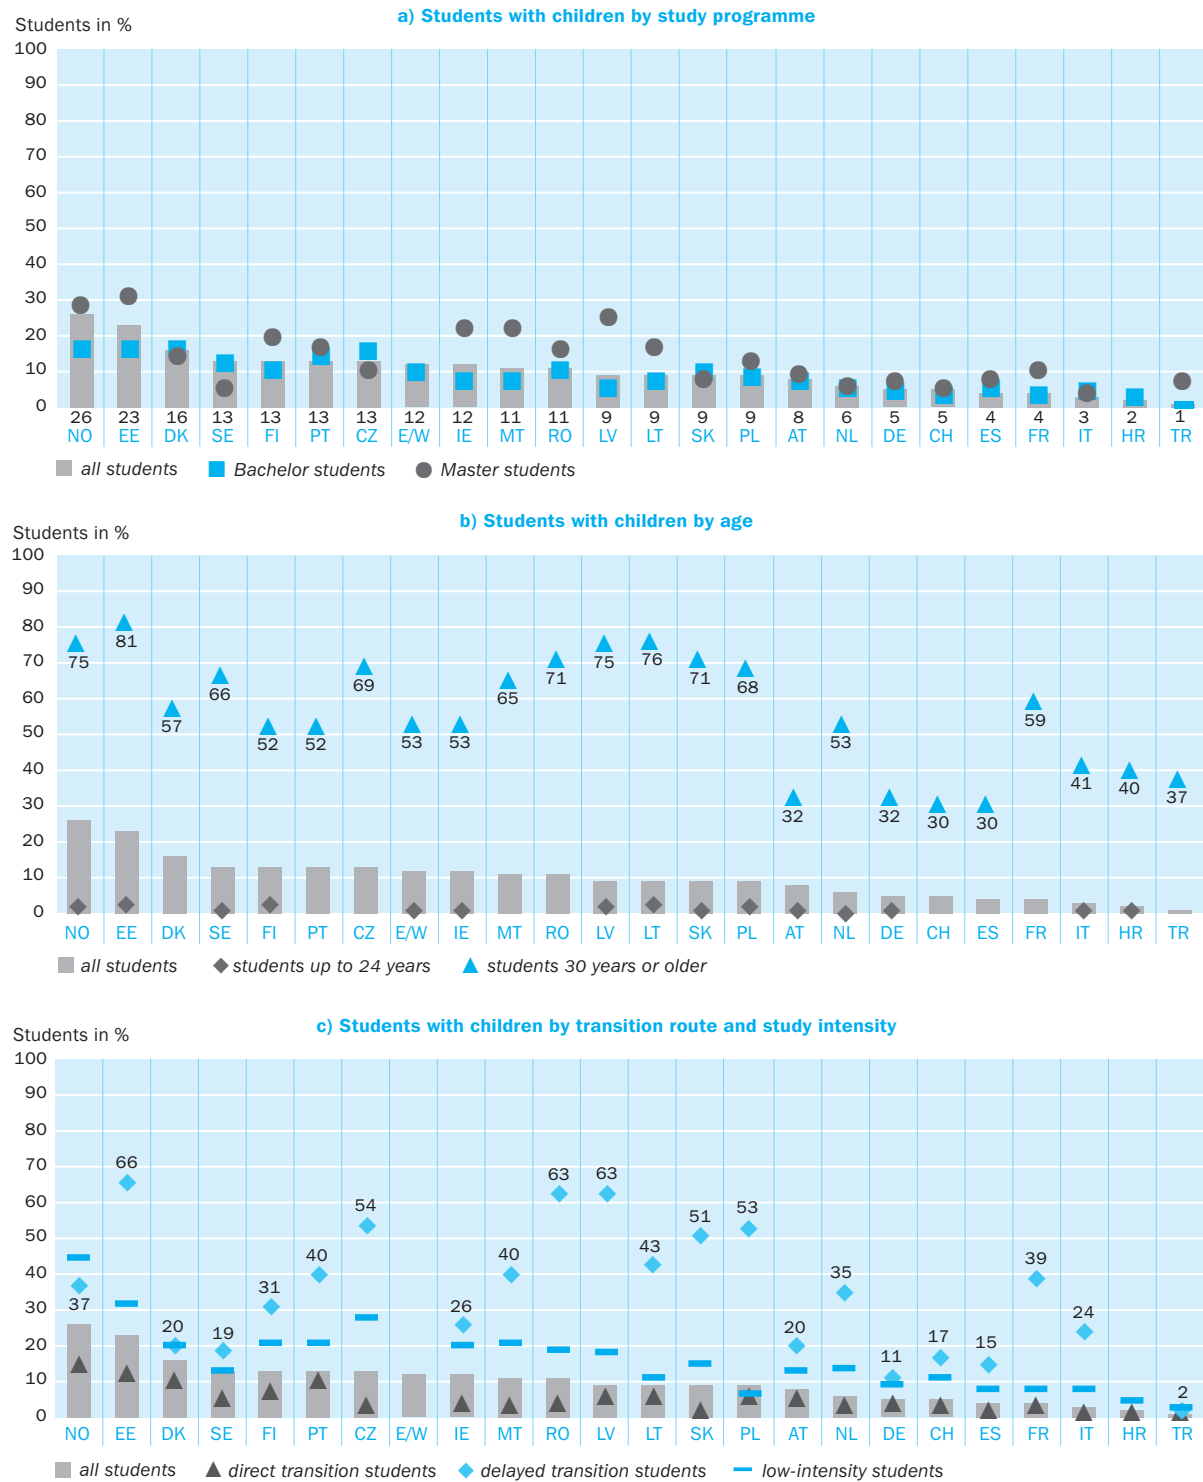 a) Students with children by study programme
Students in %
100
90
80
70
60
50
40
30
20
10
0
26 23 16 13 13 13 13 12 12 11 11 9 9 9 9 8 6 5 5 4 4 3 2 1
NO EE DK SE FI PT CZ E/W IE MT RO LV LT SK PL AT NL DE CH ES FR IT HR TR
all students Bachelor students Master students
b) Students with children by age
Students in %
100
90
80
70
60
50
40
30
20
10
0
75 81 57 66 52 52 69 53 53 65 71 75 76 71 68 32 53 32 30 30 59 41 40 37
NO EE DK SE FI PT CZ E/W IE MT RO LV LT SK PL AT NL DE CH ES FR IT HR TR
all students students up to 24 years students 30 years or older
c) Students with children by transition route and study intensity
Students in %
100
90
80
70
60
50
40
30
20
10
0
37 66 20 19 31 40 54 26 40 63 63 43 51 53 20 35 11 17 15 39 24 2
NO EE DK SE FI PT CZ E/W IE MT RO LV LT SK PL AT NL DE CH ES FR IT HR TR
all students direct transition students delayed transition students low-intensity students